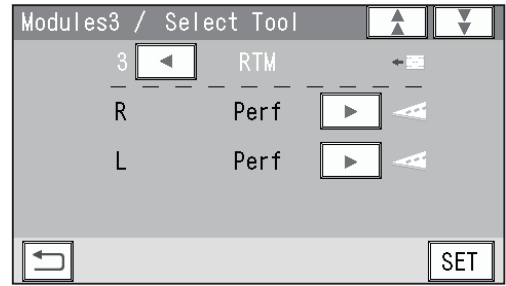 Modules3 / Select Tool
3 RTM
R Perf
L Perf
SET